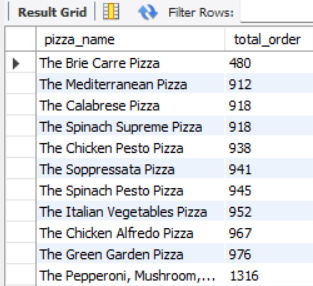 Result Grid Filter Rows:
pizza_name total_order
The Brie Carre Pizza 480
The Mediterranean Pizza 912
The Calabrese Pizza 918
The Spinach Supreme Pizza 918
The Chicken Pesto Pizza 938
The Soppressata Pizza 941
The Spinach Pesto Pizza 945
The Italian Vegetables Pizza 952
The Chicken Alfredo Pizza 967
The Green Garden Pizza 976
The Pepperoni, Mushroom,... 1316